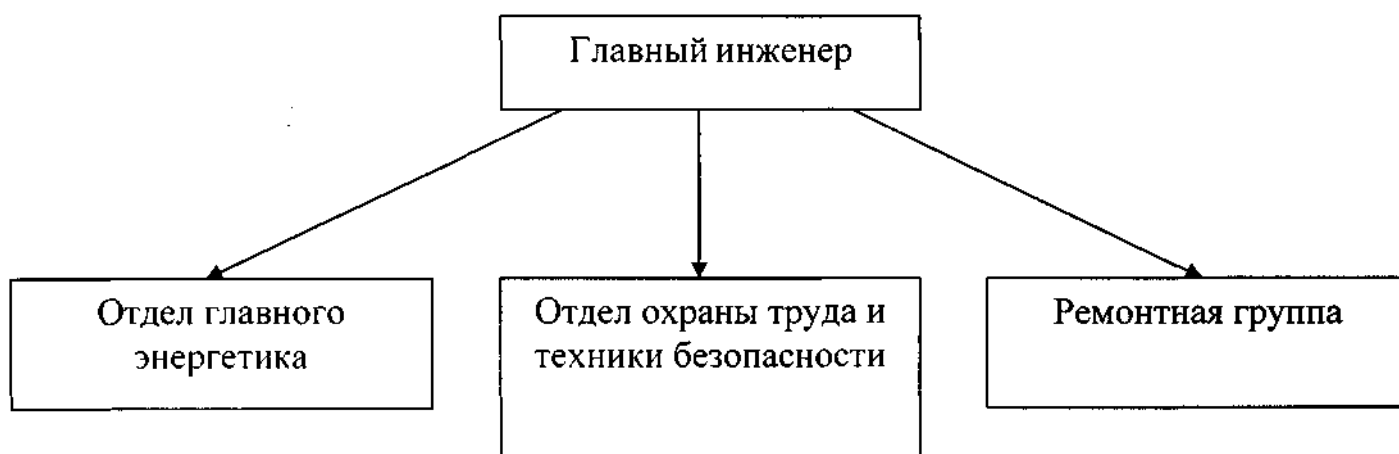 Главный инженер
Отдел главного
энергетика
Отдел охраны труда и
техники безопасности
Ремонтная группа